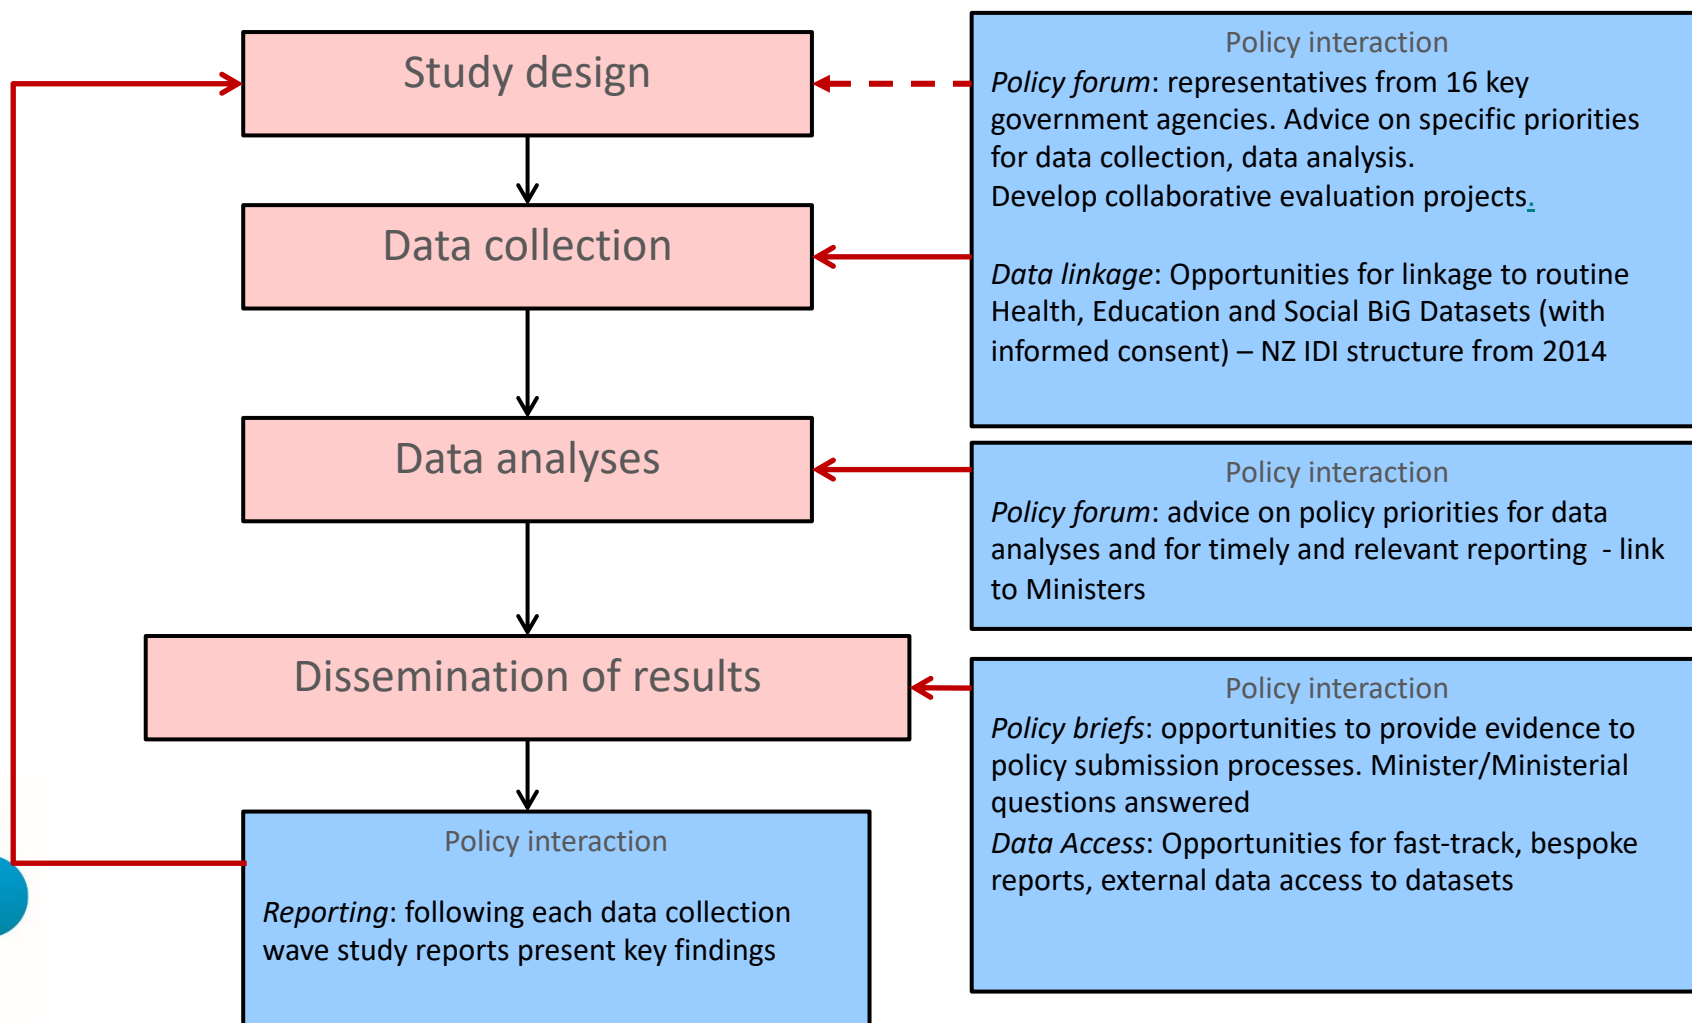 Study design
Data collection
Data analyses
Dissemination of results
Policy interaction
Reporting: following each data collection
wave study reports present key findings
Policy interaction
Policy forum: representatives from 16 key
government agencies. Advice on specific priorities
for data collection, data analysis.
Develop collaborative evaluation projects.
Data linkage: Opportunities for linkage to routine
Health, Education and Social BiG Datasets (with
informed consent) – NZ IDI structure from 2014
Policy interaction
Policy forum: advice on policy priorities for data
analyses and for timely and relevant reporting  - link
to Ministers
Policy interaction
Policy briefs: opportunities to provide evidence to
policy submission processes. Minister/Ministerial
questions answered
Data Access: Opportunities for fast-track, bespoke
reports, external data access to datasets